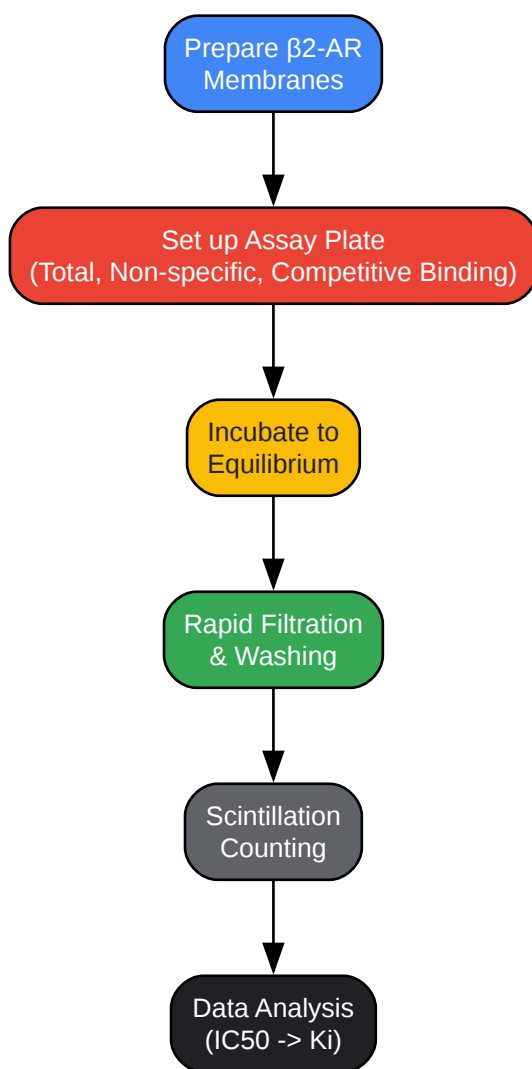 Prepare β2-AR
Membranes
Set up Assay Plate
(Total, Non-specific, Competitive Binding)
Incubate to
Equilibrium
Rapid Filtration
& Washing
Scintillation
Counting
Data Analysis
(IC50 -> Ki)